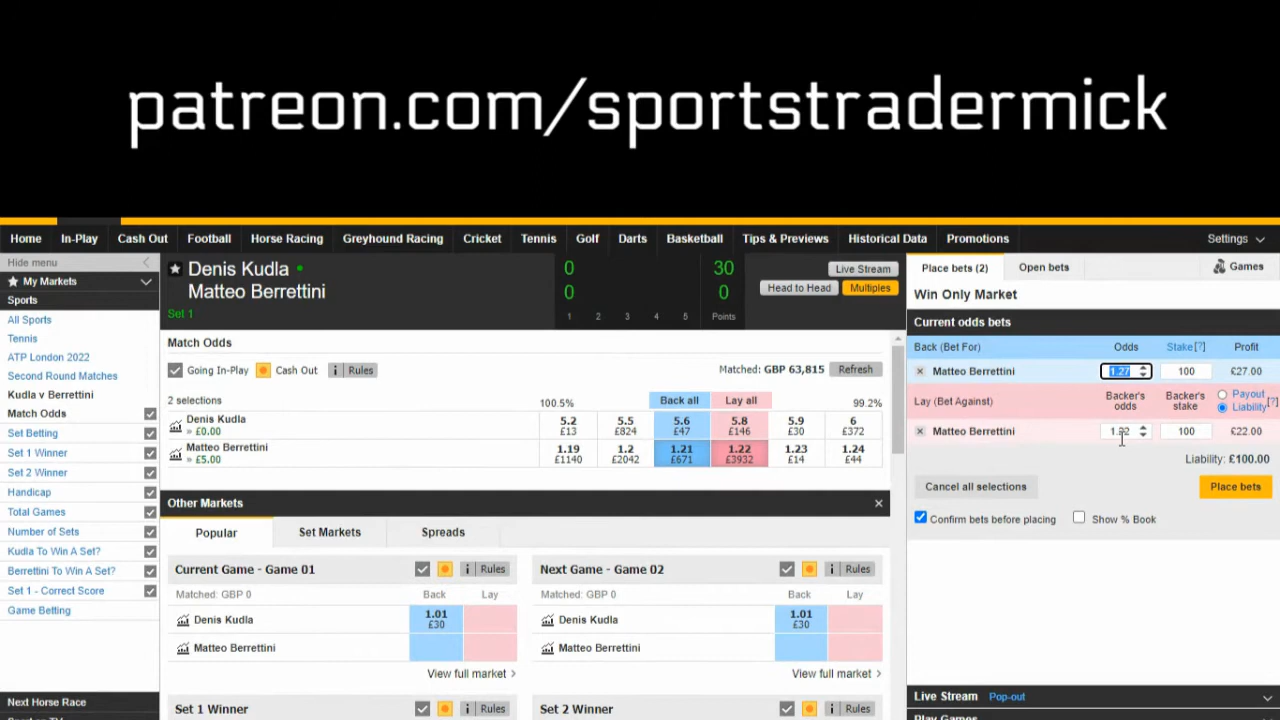 patreon.com/sportstradermick
Home In-Play Cash Out Football Horse Racing Greyhound Racing Cricket Tennis Golf Darts Basketball Tips & Previews Historical Data Promotions Settings
Hide menu
My Markets
Sports
All Sports
Tennis
ATP London 2022
Second Round Matches
Kudla v Berrettini
Match Odds
Set Betting
Set 1 Winner
Set 2 Winner
Handicap
Total Games
Number of Sets
Kudla To Win A Set?
Berrettini To Win A Set?
Set 1 - Correct Score
Game Betting
Next Horse Race
Denis Kudla 0 30
Matteo Berrettini 0 0
Set 1 1 2 3 4 5 Points
Live Stream
Head to Head Multiples
Match Odds
Going In-Play Cash Out i Rules Matched: GBP 63,815 Refresh
2 selections 100.5% Back all Lay all 99.2%
Denis Kudla 5.2 5.5 5.6 5.8 5.9 6
» £0.00 £13 £824 £47 £146 £30 £372
Matteo Berrettini 1.19 1.2 1.21 1.22 1.23 1.24
» £5.00 £1140 £2042 £671 £3932 £14 £44
Other Markets ×
Popular Set Markets Spreads
Current Game - Game 01 i Rules
Matched: GBP 0 Back Lay
Denis Kudla 1.01
£30
Matteo Berrettini
View full market >
Set 1 Winner i Rules
Next Game - Game 02 i Rules
Matched: GBP 0 Back Lay
Denis Kudla 1.01
£30
Matteo Berrettini
View full market >
Set 2 Winner i Rules
Place bets (2) Open bets Games
Win Only Market
Current odds bets
Back (Bet For) Odds Stake[?] Profit
Matteo Berrettini 1.27 100 £27.00
Lay (Bet Against) Backer's odds Backer's stake Payout Liability [?]
Matteo Berrettini 1.22 100 £22.00
Liability: £100.00
Cancel all selections Place bets
Confirm bets before placing Show % Book
Live Stream Pop-out
Play Games